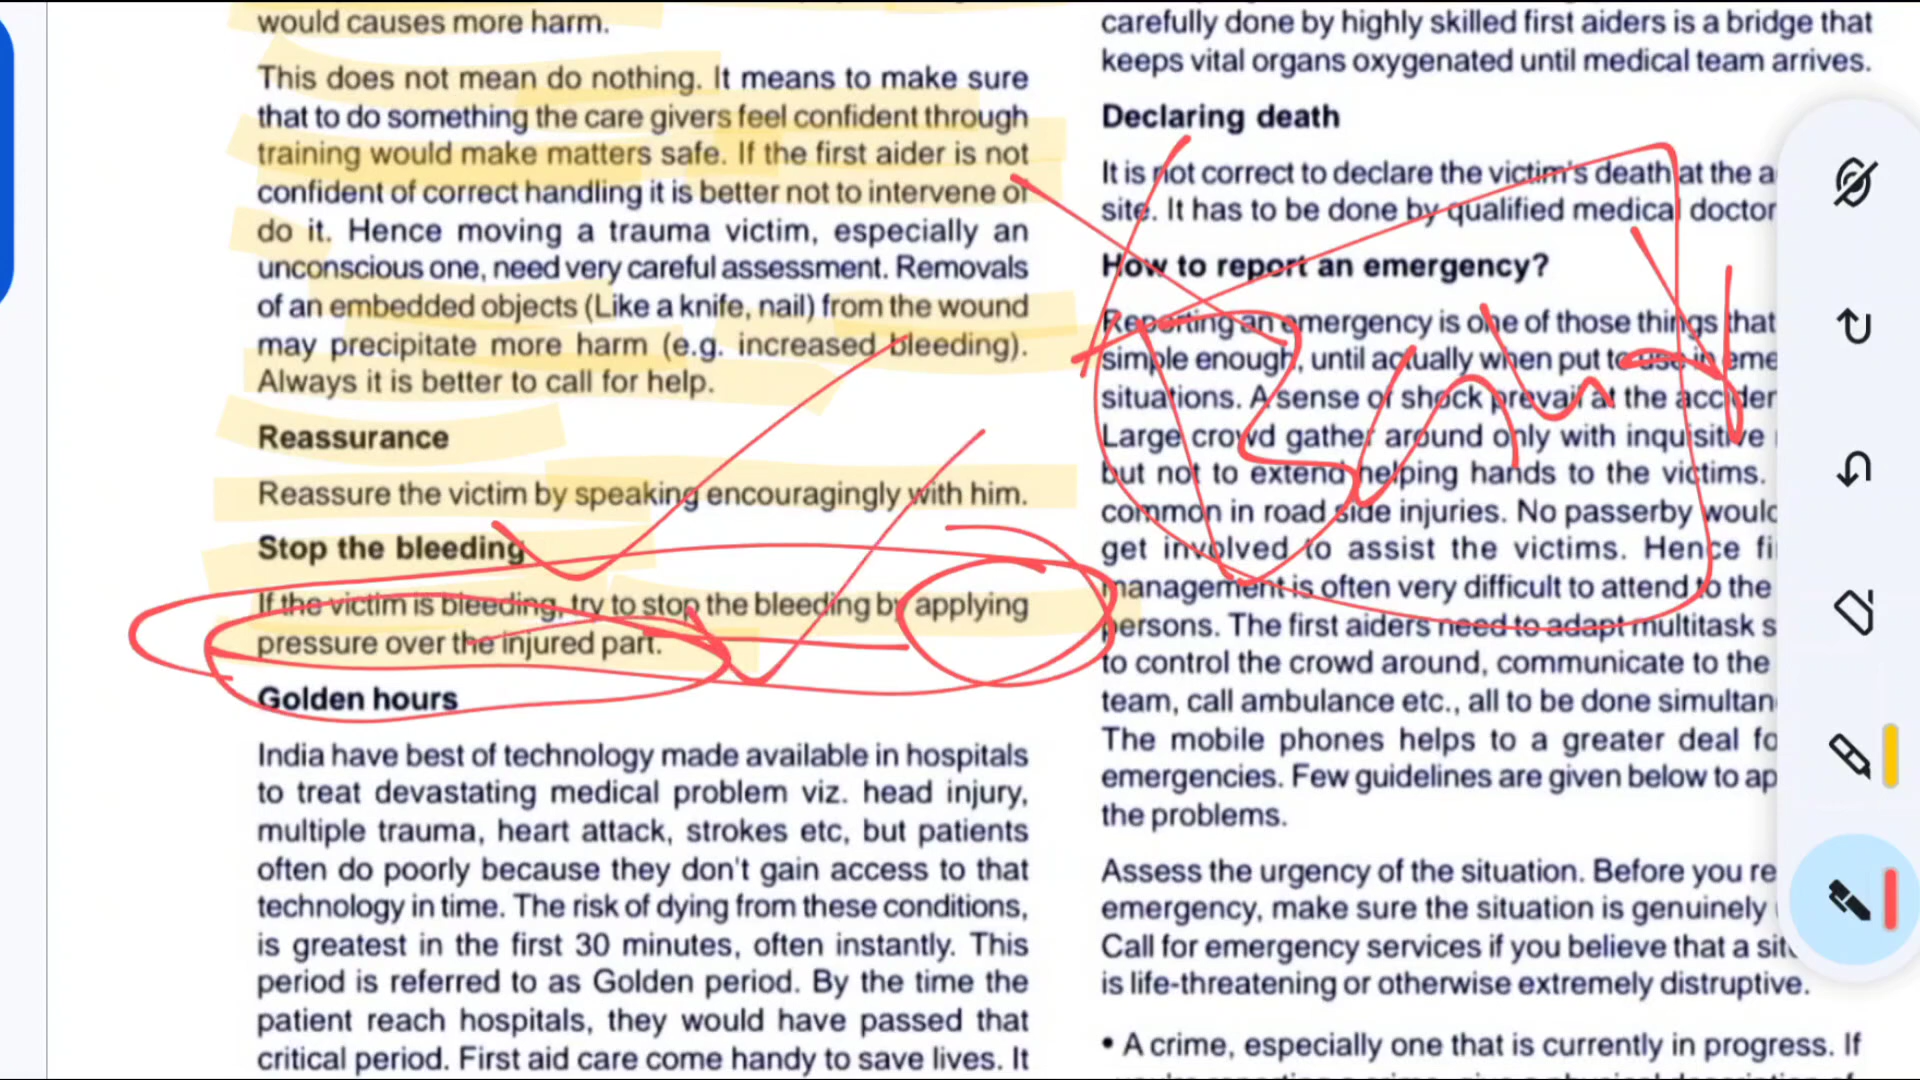 would causes more harm.
This does not mean do nothing. It means to make sure
that to do something the care givers feel confident through
training would make matters safe. If the first aider is not
confident of correct handling it is better not to intervene or
do it. Hence moving a trauma victim, especially an
unconscious one, need very careful assessment. Removals
of an embedded objects (Like a knife, nail) from the wound
may precipitate more harm (e.g. increased bleeding).
Always it is better to call for help.
Reassurance
Reassure the victim by speaking encouragingly with him.
Stop the bleeding
If the victim is bleeding, try to stop the bleeding by applying
pressure over the injured part.
Golden hours
India have best of technology made available in hospitals
to treat devastating medical problem viz. head injury,
multiple trauma, heart attack, strokes etc, but patients
often do poorly because they don't gain access to that
technology in time. The risk of dying from these conditions,
is greatest in the first 30 minutes, often instantly. This
period is referred to as Golden period. By the time the
patient reach hospitals, they would have passed that
critical period. First aid care come handy to save lives. It
carefully done by highly skilled first aiders is a bridge that
keeps vital organs oxygenated until medical team arrives.
Declaring death
It is not correct to declare the victim's death at the a
site. It has to be done by qualified medical doctor
How to report an emergency?
Reporting an emergency is one of those things that
simple enough, until actually when put to use in eme
situations. A sense of shock prevail at the acciden
Large crowd gather around only with inquisitive
but not to extend helping hands to the victims.
common in road side injuries. No passerby would
get involved to assist the victims. Hence fi
management is often very difficult to attend to the
persons. The first aiders need to adapt multitask s
to control the crowd around, communicate to the
team, call ambulance etc., all to be done simultan
The mobile phones helps to a greater deal fo
emergencies. Few guidelines are given below to ap
the problems.
Assess the urgency of the situation. Before you re
emergency, make sure the situation is genuinely
Call for emergency services if you believe that a sit
is life-threatening or otherwise extremely distruptive.
• A crime, especially one that is currently in progress. If